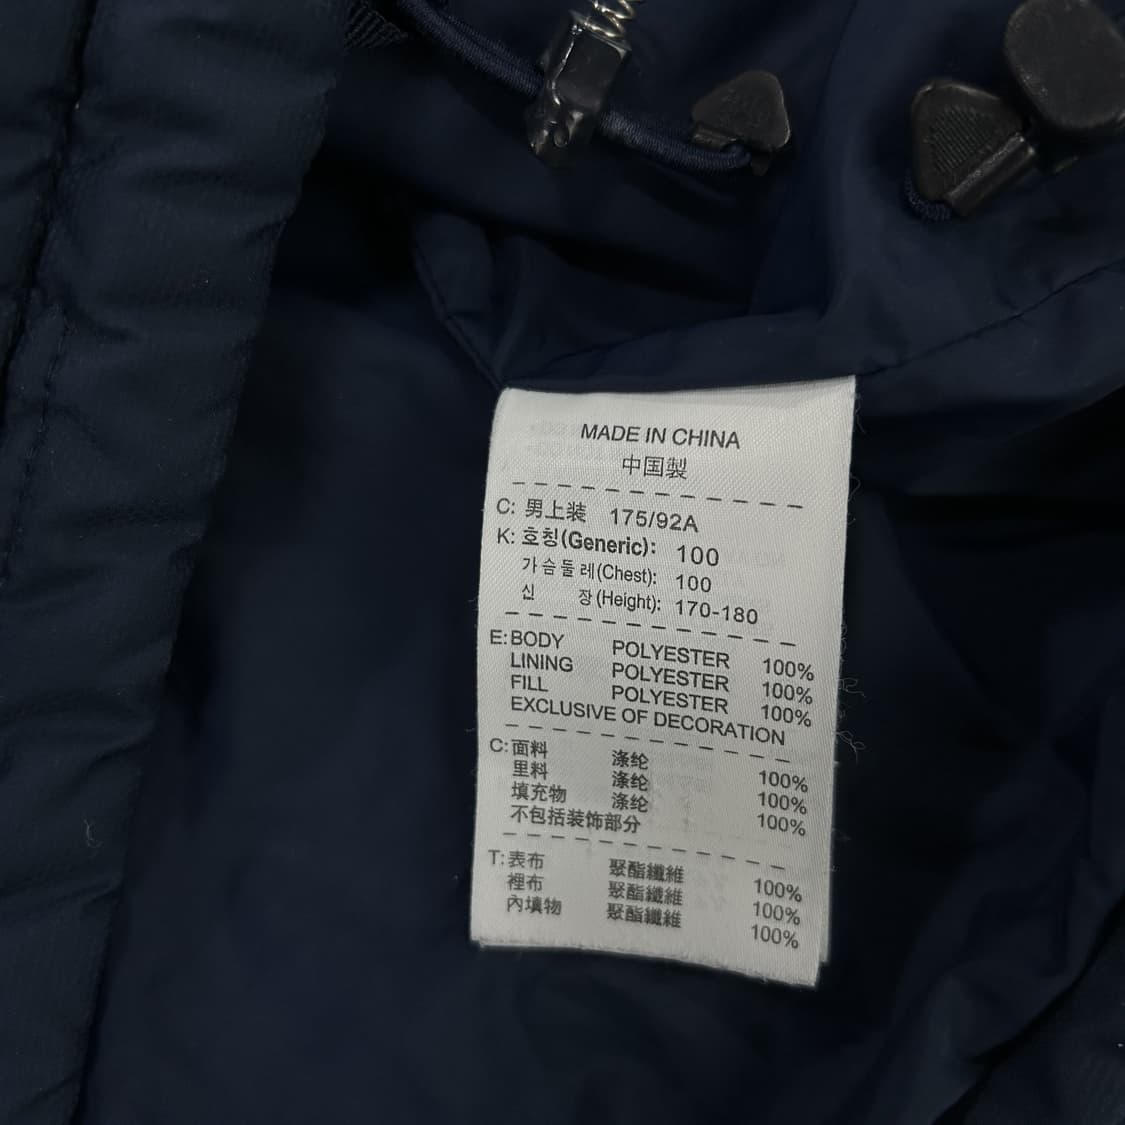 MADE IN CHINA
中国製
C: 男上装 175/92A
K: 호칭(Generic): 100
가슴둘레(Chest): 100
신 장(Height): 170-180
E: BODY POLYESTER 100%
LINING POLYESTER 100%
FILL POLYESTER 100%
EXCLUSIVE OF DECORATION
C: 面料 涤纶 100%
里料 涤纶 100%
填充物 涤纶 100%
不包括装饰部分
T: 表布 聚酯纖維 100%
裡布 聚酯纖維 100%
內填物 聚酯纖維 100%